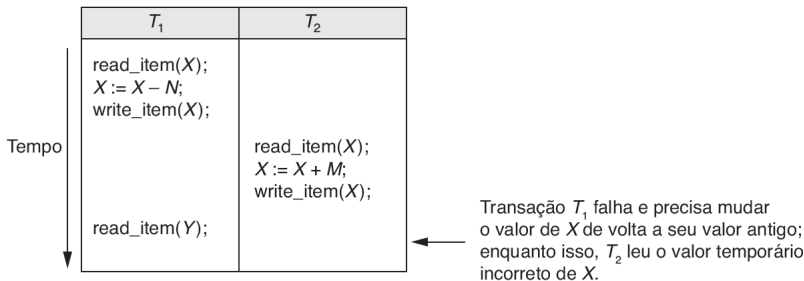 T1 T2
read_item(X);
X := X – N;
write_item(X);
Tempo
read_item(X);
X := X + M;
write_item(X);
read_item(Y);
Transação T1 falha e precisa mudar
o valor de X de volta a seu valor antigo;
enquanto isso, T2 leu o valor temporário
incorreto de X.